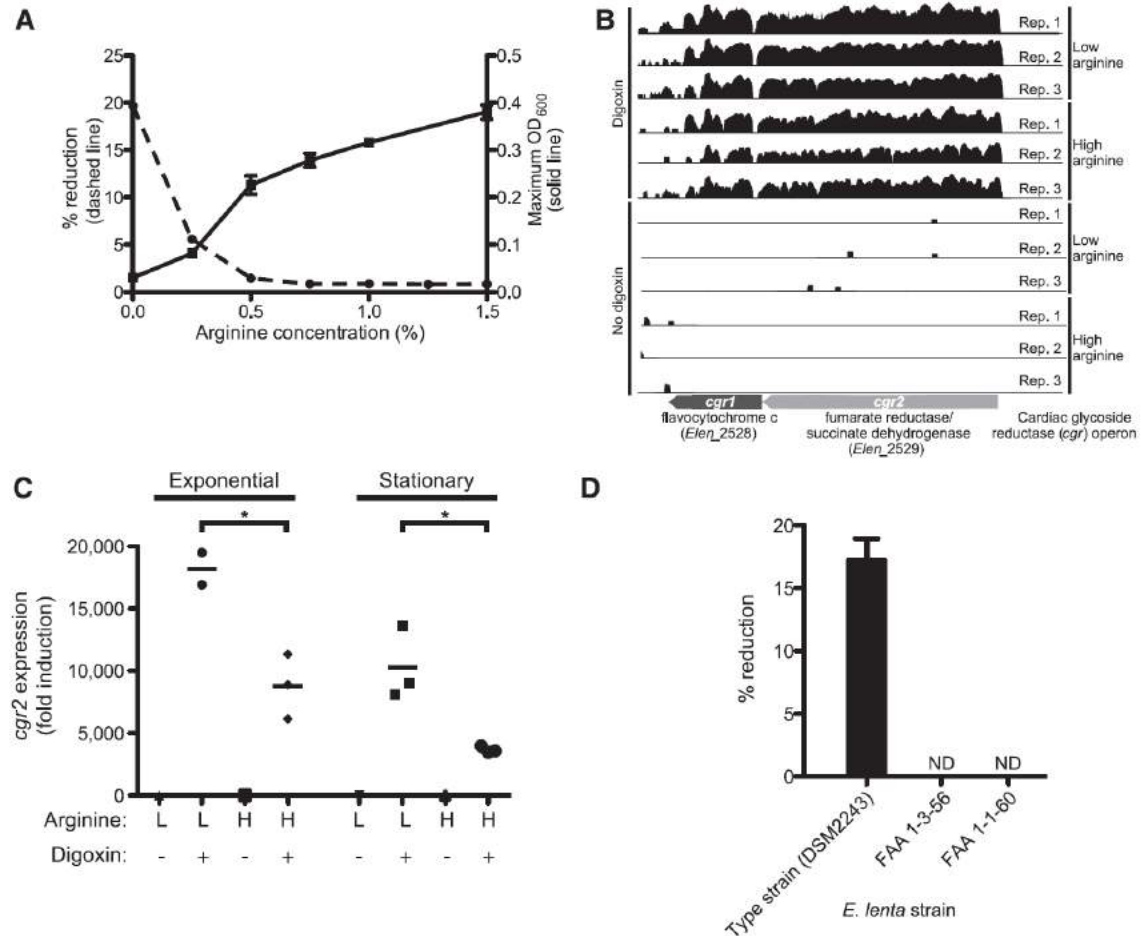 A
25
20
15
10
5
0
% reduction
(dashed line)
0.5
0.4
0.3
0.2
0.1
0.0
Maximum OD600
(solid line)
0.0
0.5
1.0
1.5
Arginine concentration (%)
B
Digoxin
No digoxin
Rep. 1
Rep. 2
Rep. 3
Low
arginine
Rep. 1
Rep. 2
Rep. 3
High
arginine
Rep. 1
Rep. 2
Rep. 3
Low
arginine
Rep. 1
Rep. 2
Rep. 3
High
arginine
cgr1
cgr2
flavocytochrome c
(Elen_2528)
fumarate reductase/
succinate dehydrogenase
(Elen_2529)
Cardiac glycoside
reductase (cgr) operon
C
Exponential
Stationary
*
*
20,000
15,000
10,000
5,000
0
cgr2 expression
(fold induction)
Arginine: L L H H L L H H
Digoxin: - + - + - + - +
D
20
15
10
5
0
% reduction
ND
ND
Type strain (DSM2243)
FAA 1-3-56
FAA 1-1-60
E. lenta strain